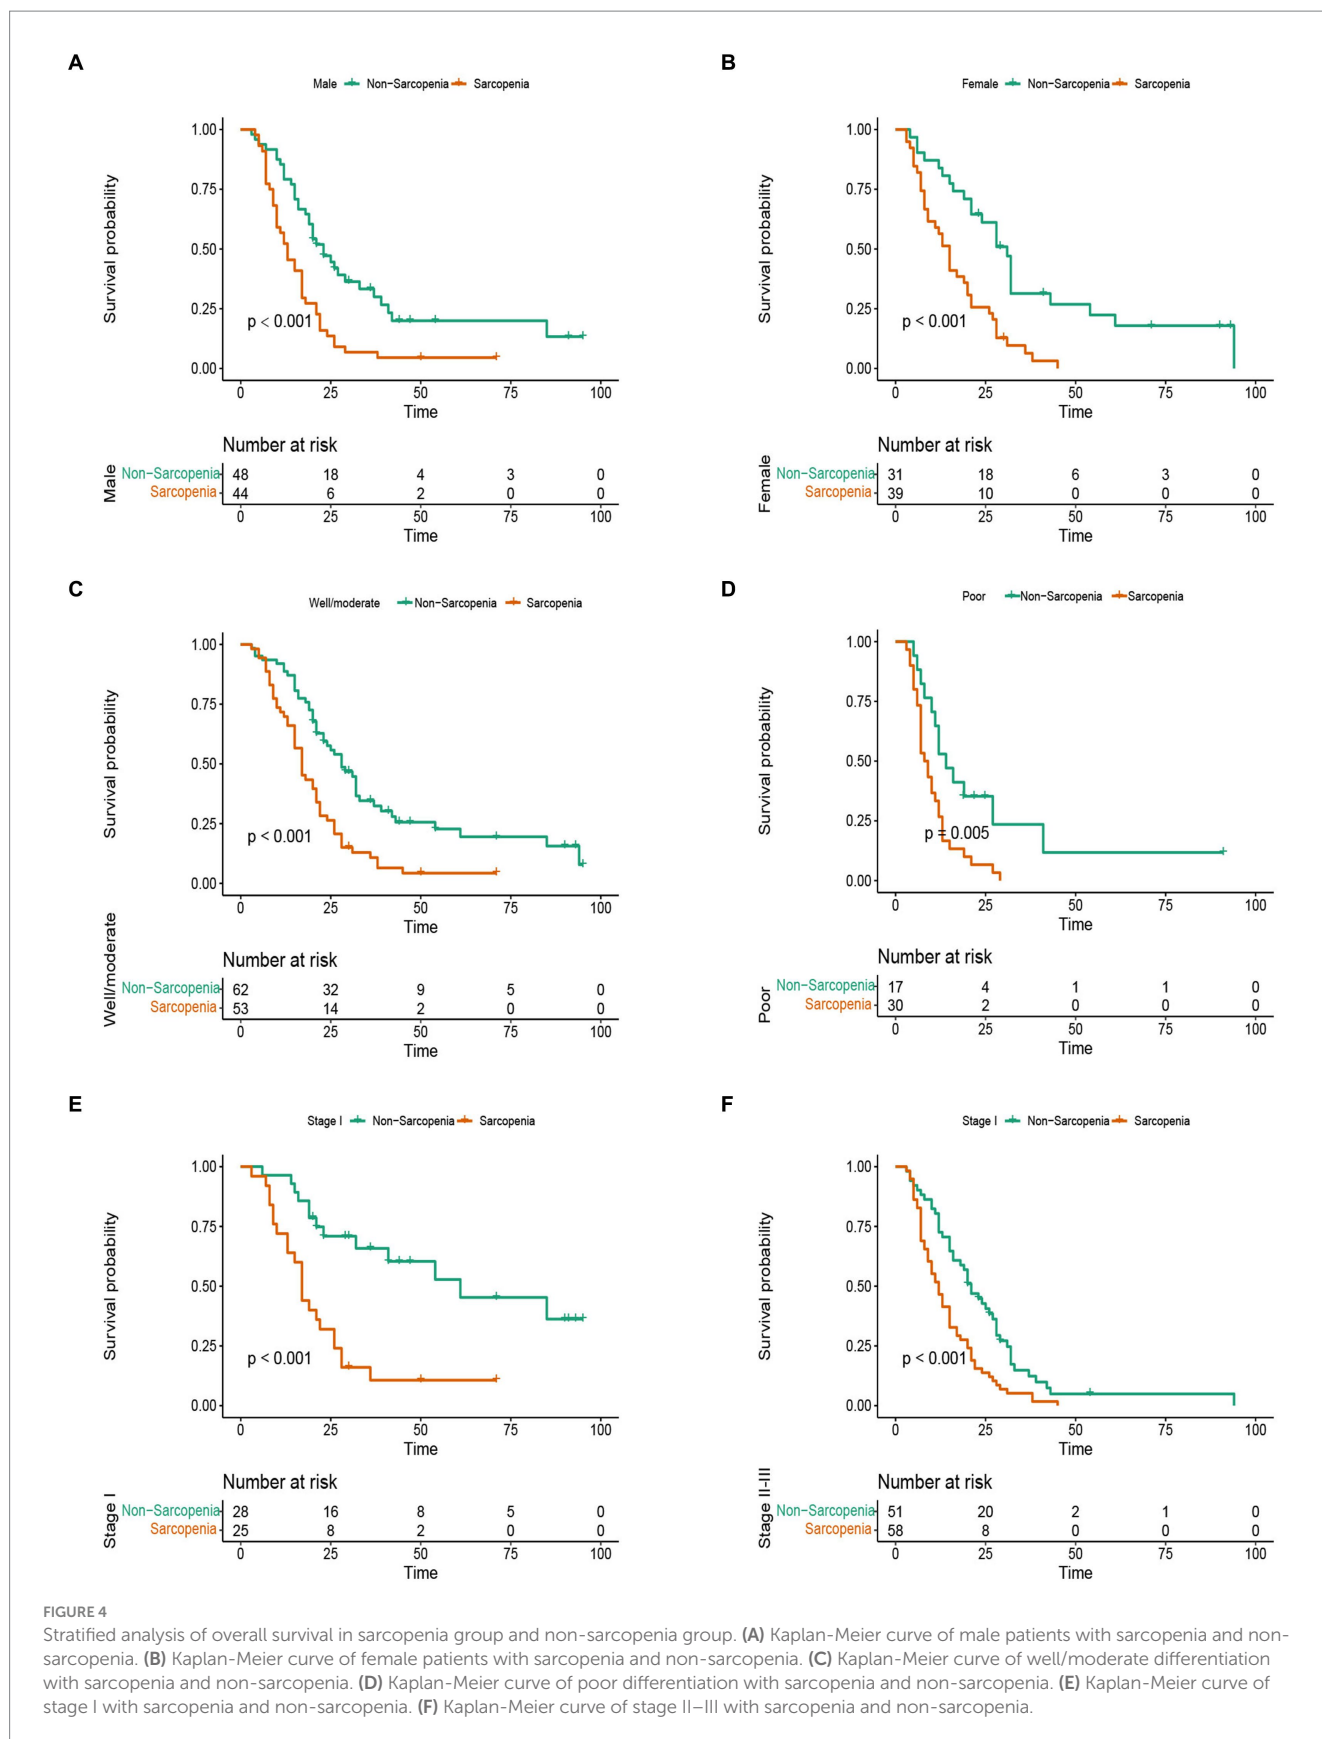 A
Male Non-Sarcopenia Sarcopenia
1.00
0.75
0.50
0.25
0.00
Survival probability
p < 0.001
0 25 50 75 100
Time
Number at risk
Male
Non-Sarcopenia 48 18 4 3 0
Sarcopenia 44 6 2 0 0
0 25 50 75 100
Time
B
Female Non-Sarcopenia Sarcopenia
1.00
0.75
0.50
0.25
0.00
Survival probability
p < 0.001
0 25 50 75 100
Time
Number at risk
Female
Non-Sarcopenia 31 18 6 3 0
Sarcopenia 39 10 0 0 0
0 25 50 75 100
Time
C
Well/moderate Non-Sarcopenia Sarcopenia
1.00
0.75
0.50
0.25
0.00
Survival probability
p < 0.001
0 25 50 75 100
Time
Number at risk
Well/moderate
Non-Sarcopenia 62 32 9 5 0
Sarcopenia 53 14 2 0 0
0 25 50 75 100
Time
D
Poor Non-Sarcopenia Sarcopenia
1.00
0.75
0.50
0.25
0.00
Survival probability
p = 0.005
0 25 50 75 100
Time
Number at risk
Poor
Non-Sarcopenia 17 4 1 1 0
Sarcopenia 30 2 0 0 0
0 25 50 75 100
Time
E
Stage I Non-Sarcopenia Sarcopenia
1.00
0.75
0.50
0.25
0.00
Survival probability
p < 0.001
0 25 50 75 100
Time
Number at risk
Stage I
Non-Sarcopenia 28 16 8 5 0
Sarcopenia 25 8 2 0 0
0 25 50 75 100
Time
F
Stage I Non-Sarcopenia Sarcopenia
1.00
0.75
0.50
0.25
0.00
Survival probability
p < 0.001
0 25 50 75 100
Time
Number at risk
Stage II-III
Non-Sarcopenia 51 20 2 1 0
Sarcopenia 58 8 0 0 0
0 25 50 75 100
Time
FIGURE 4
Stratified analysis of overall survival in sarcopenia group and non-sarcopenia group. (A) Kaplan-Meier curve of male patients with sarcopenia and non-
sarcopenia. (B) Kaplan-Meier curve of female patients with sarcopenia and non-sarcopenia. (C) Kaplan-Meier curve of well/moderate differentiation
with sarcopenia and non-sarcopenia. (D) Kaplan-Meier curve of poor differentiation with sarcopenia and non-sarcopenia. (E) Kaplan-Meier curve of
stage I with sarcopenia and non-sarcopenia. (F) Kaplan-Meier curve of stage II–III with sarcopenia and non-sarcopenia.